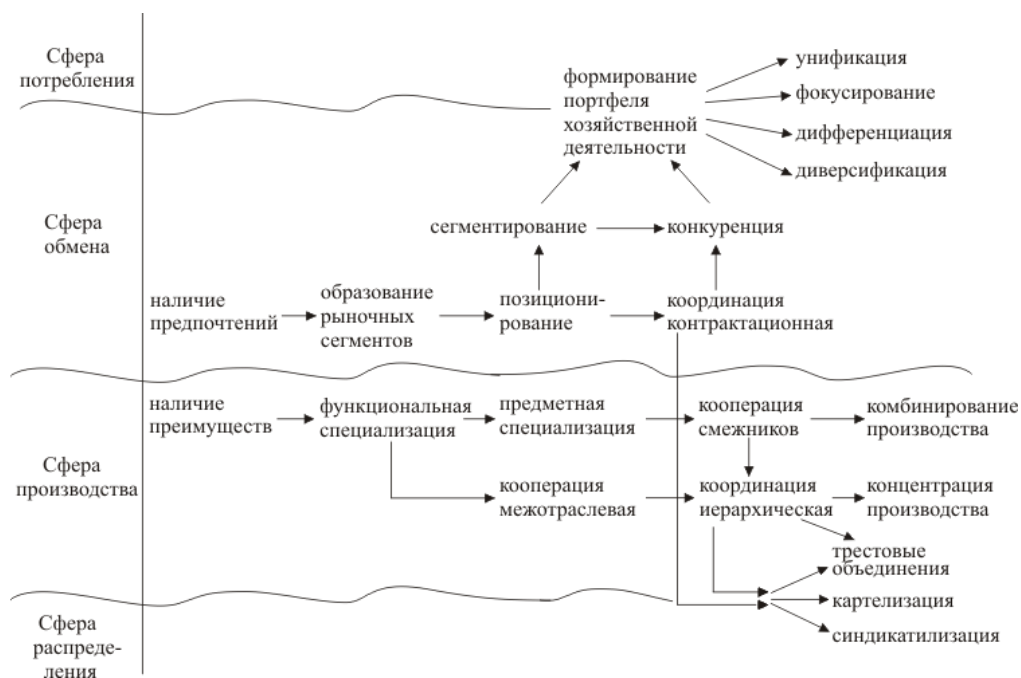 Сфера
потребления
формирование
портфеля
хозяйственной
деятельности
унификация
фокусирование
дифференциация
диверсификация
Сфера
обмена
сегментирование
конкуренция
наличие
предпочтений
образование
рыночных
сегментов
позициони-
рование
координация
контрактационная
Сфера
производства
наличие
преимуществ
функциональная
специализация
предметная
специализация
кооперация
смежников
комбинирование
производства
кооперация
межотраслевая
координация
иерархическая
концентрация
производства
трестовые
объединения
картелизация
синдикатилизация
Сфера
распреде-
ления